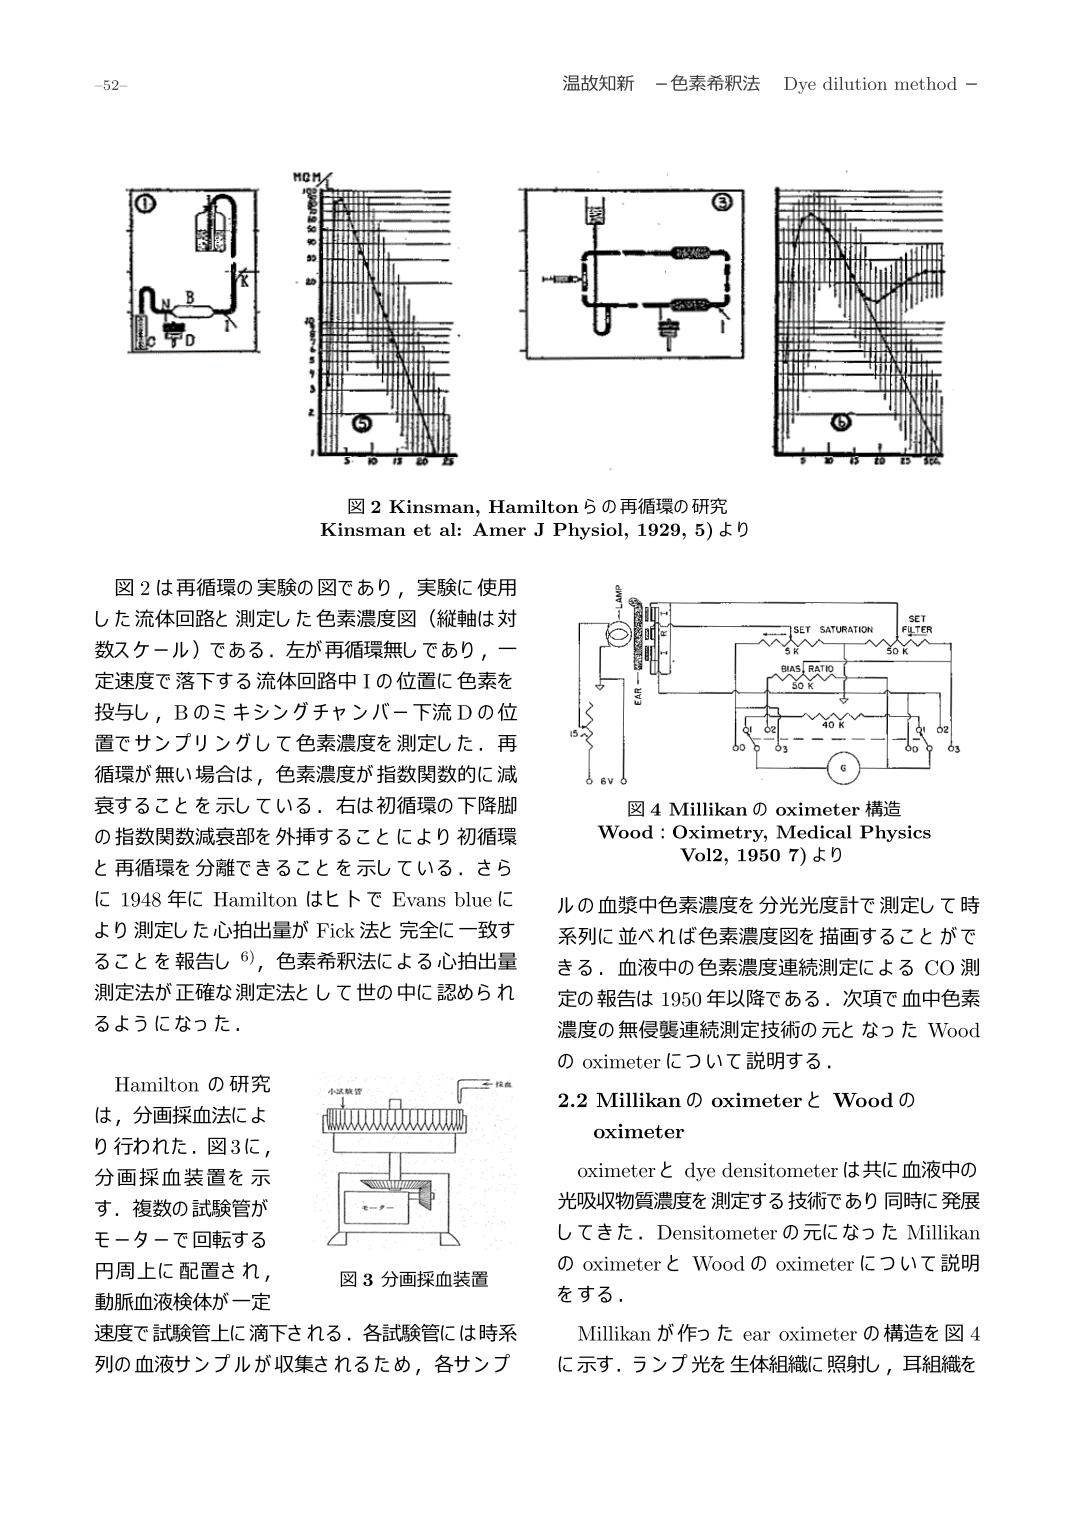 –52–
温故知新　－色素希釈法　Dye dilution method －
MGM/L
① B K N I C D
100
50
40
30
20
10
5
4
3
2
1
⑤
5 10 15 20 25
③
1
⑥
5 10 15 20 25 SEC.
図 2 Kinsman, Hamilton らの再循環の研究
Kinsman et al: Amer J Physiol, 1929, 5) より
図 2 は再循環の実験の図であり，実験に使用
した流体回路と測定した色素濃度図（縦軸は対
数スケール）である．左が再循環無しであり，一
定速度で落下する流体回路中 I の位置に色素を
投与し，B のミキシングチャンバー下流 D の位
置でサンプリングして色素濃度を測定した．再
循環が無い場合は，色素濃度が指数関数的に減
衰することを示している．右は初循環の下降脚
の指数関数減衰部を外挿することにより初循環
と再循環を分離できることを示している．さら
に 1948 年に Hamilton はヒトで Evans blue に
より測定した心拍出量が Fick 法と完全に一致す
ることを報告し 6)，色素希釈法による心拍出量
測定法が正確な測定法として世の中に認められ
るようになった．
Hamilton の研究
は，分画採血法によ
り行われた．図3に，
分画採血装置を示
す．複数の試験管が
モーターで回転する
円周上に配置され，
動脈血液検体が一定
小試験管
採血
モーター
図 3 分画採血装置
速度で試験管上に滴下される．各試験管には時系
列の血液サンプルが収集されるため，各サンプ
LAMP
EAR
I R I
SET SATURATION
5 K
SET
FILTER
50 K
BIAS RATIO
50 K
40 K
15
1 2 1 2
0 3 0 3
G
6V
図 4 Millikan の oximeter 構造
Wood：Oximetry, Medical Physics
Vol2, 1950 7) より
ルの血漿中色素濃度を分光光度計で測定して時
系列に並べれば色素濃度図を描画することがで
きる．血液中の色素濃度連続測定による CO 測
定の報告は 1950 年以降である．次項で血中色素
濃度の無侵襲連続測定技術の元となった Wood
の oximeter について説明する．
2.2 Millikan の oximeter と Wood の
oximeter
oximeter と dye densitometer は共に血液中の
光吸収物質濃度を測定する技術であり同時に発展
してきた．Densitometer の元になった Millikan
の oximeter と Wood の oximeter について説明
をする．
Millikan が作った ear oximeter の構造を図 4
に示す．ランプ光を生体組織に照射し，耳組織を